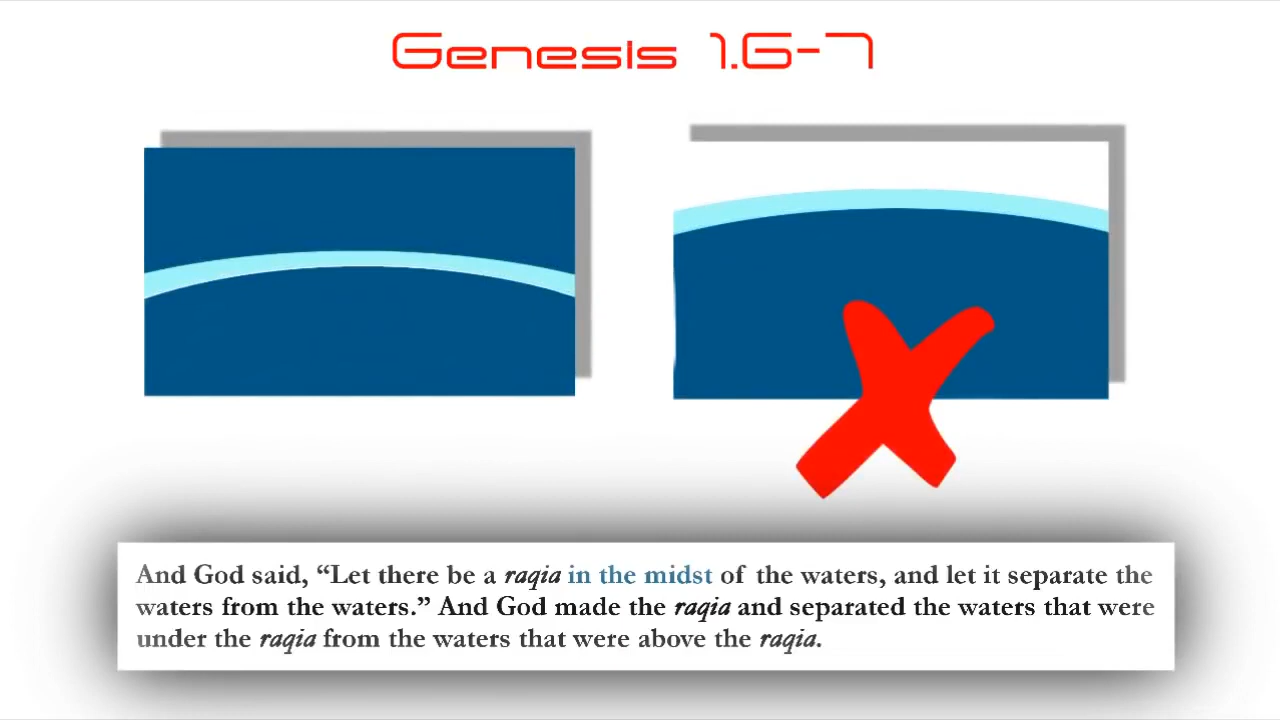 Genesis 1.6-7
And God said, “Let there be a raqia in the midst of the waters, and let it separate the
waters from the waters.” And God made the raqia and separated the waters that were
under the raqia from the waters that were above the raqia.